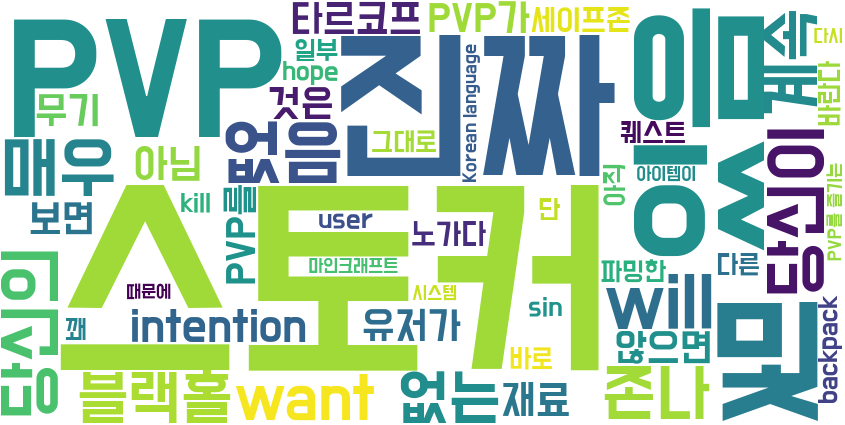 PVP
진짜
있음
계속
다시
타르코프
PVP가
세이프존
일부
hope
무기
것은
Korean language
바란다
매우
아님
없음
그대로
퀘스트
당신이
보면
kill
PVP를
스토커
user
노가다
단
아직
아이템이
PVP를 즐기는
당신의
마인크래프트
시스템
파밍한
다른
때문에
꽤
intention
유저가
sin
will
및
backpack
바로
않으면
블랙홀
want
없는
재료
존나